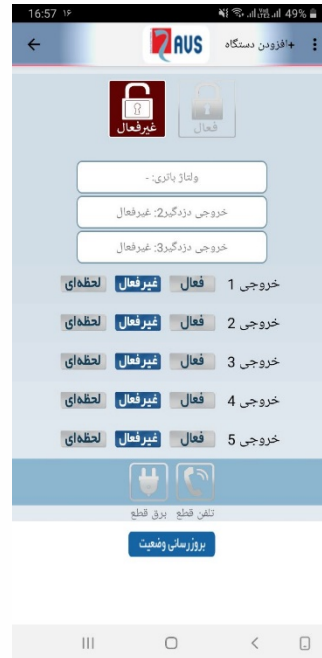 16:57 ۱۶ 49%
AUS +افزودن دستگاه
غیرفعال فعال
ولتاژ باتری: -
خروجی دزدگیر2: غیرفعال
خروجی دزدگیر3: غیرفعال
خروجی 1 فعال غیرفعال لحظه‌ای
خروجی 2 فعال غیرفعال لحظه‌ای
خروجی 3 فعال غیرفعال لحظه‌ای
خروجی 4 فعال غیرفعال لحظه‌ای
خروجی 5 فعال غیرفعال لحظه‌ای
تلفن قطع برق قطع
بروزرسانی وضعیت